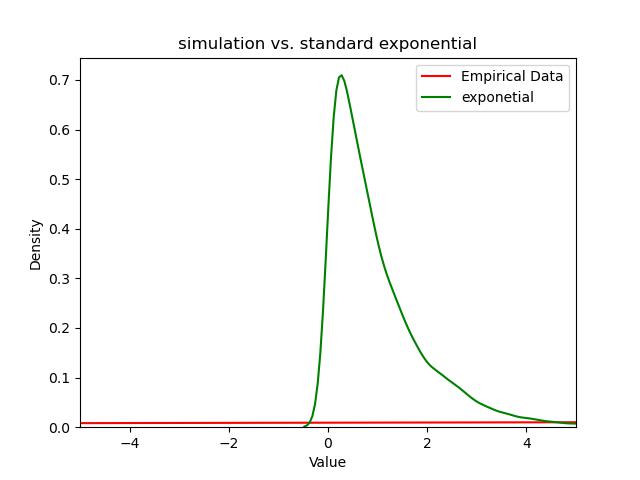 simulation vs. standard exponential
Empirical Data
exponetial
Density
0.7
0.6
0.5
0.4
0.3
0.2
0.1
0.0
−4 −2 0 2 4
Value